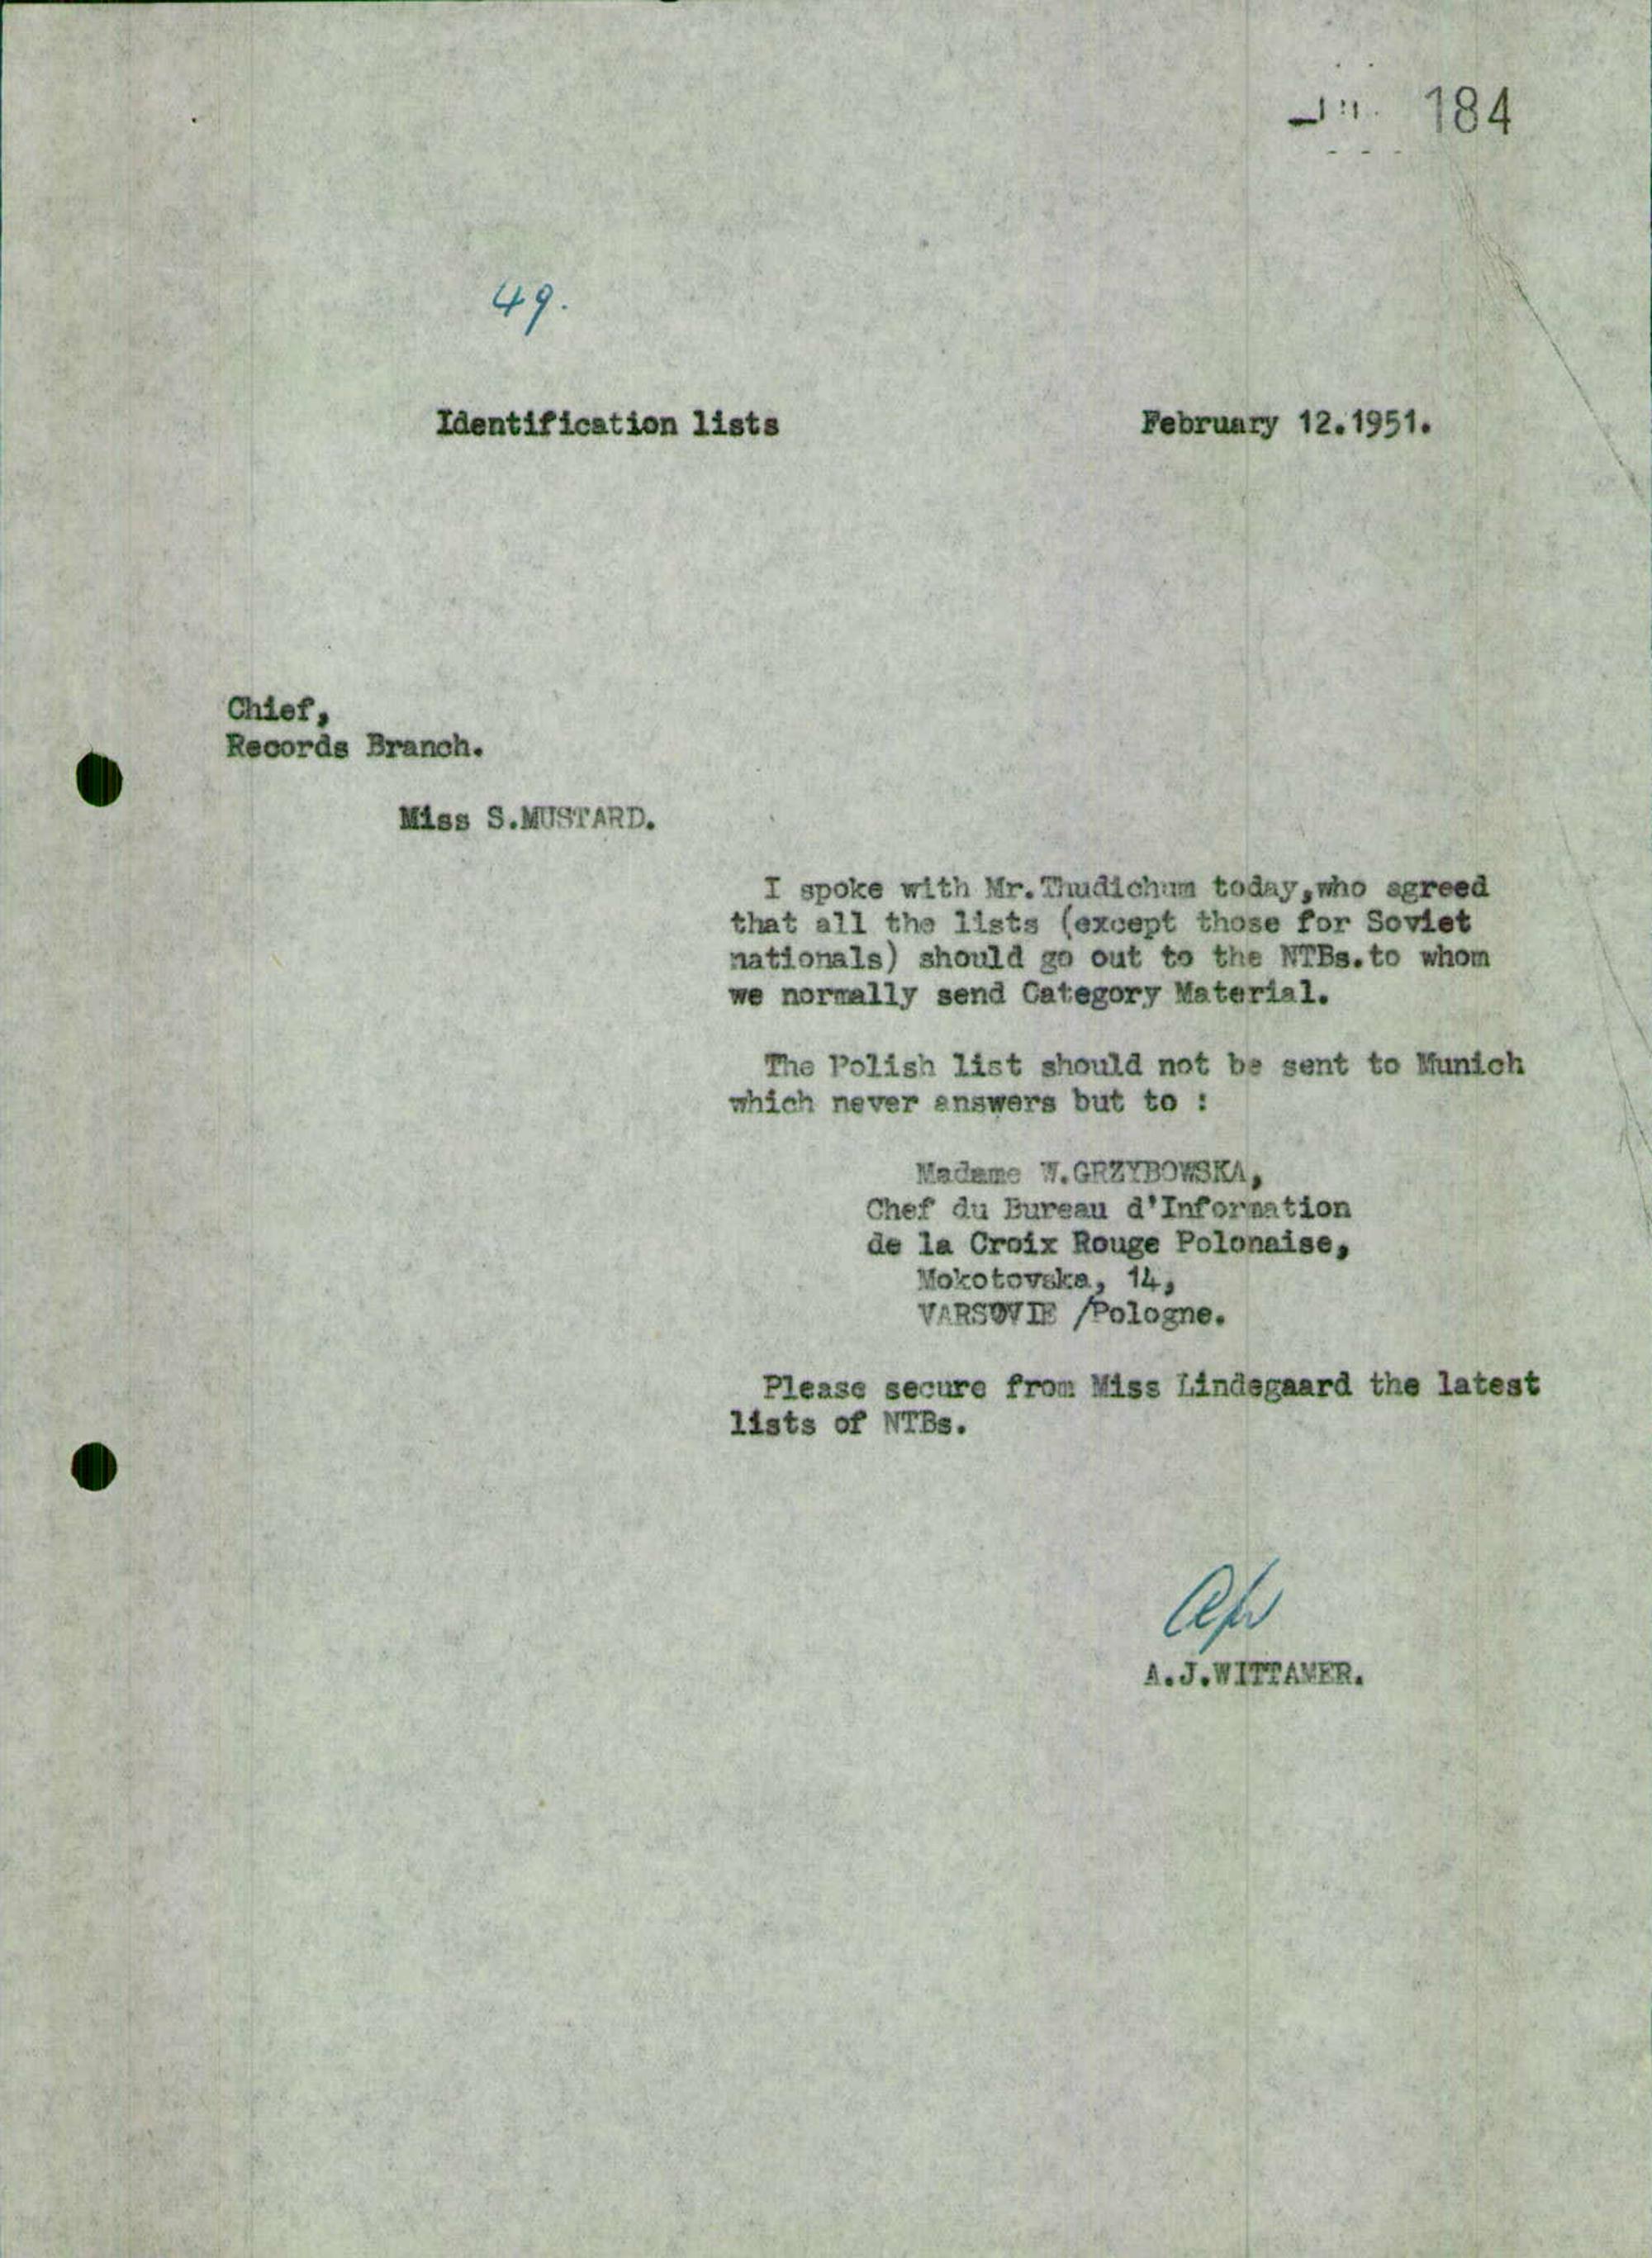 184
49.
Identification lists February 12.1951.
Chief,
Records Branch.
Miss S.MUSTARD.
I spoke with Mr.Thudichum today,who agreed
that all the lists (except those for Soviet
nationals) should go out to the NTBs.to whom
we normally send Category Material.
The Polish list should not be sent to Munich
which never answers but to :
Madame W.GRZYBOWSKA,
Chef du Bureau d'Information
de la Croix Rouge Polonaise,
Mokotovska, 14,
VARSOVIE /Pologne.
Please secure from Miss Lindegaard the latest
lists of NTBs.
A.J.WITTAMER.